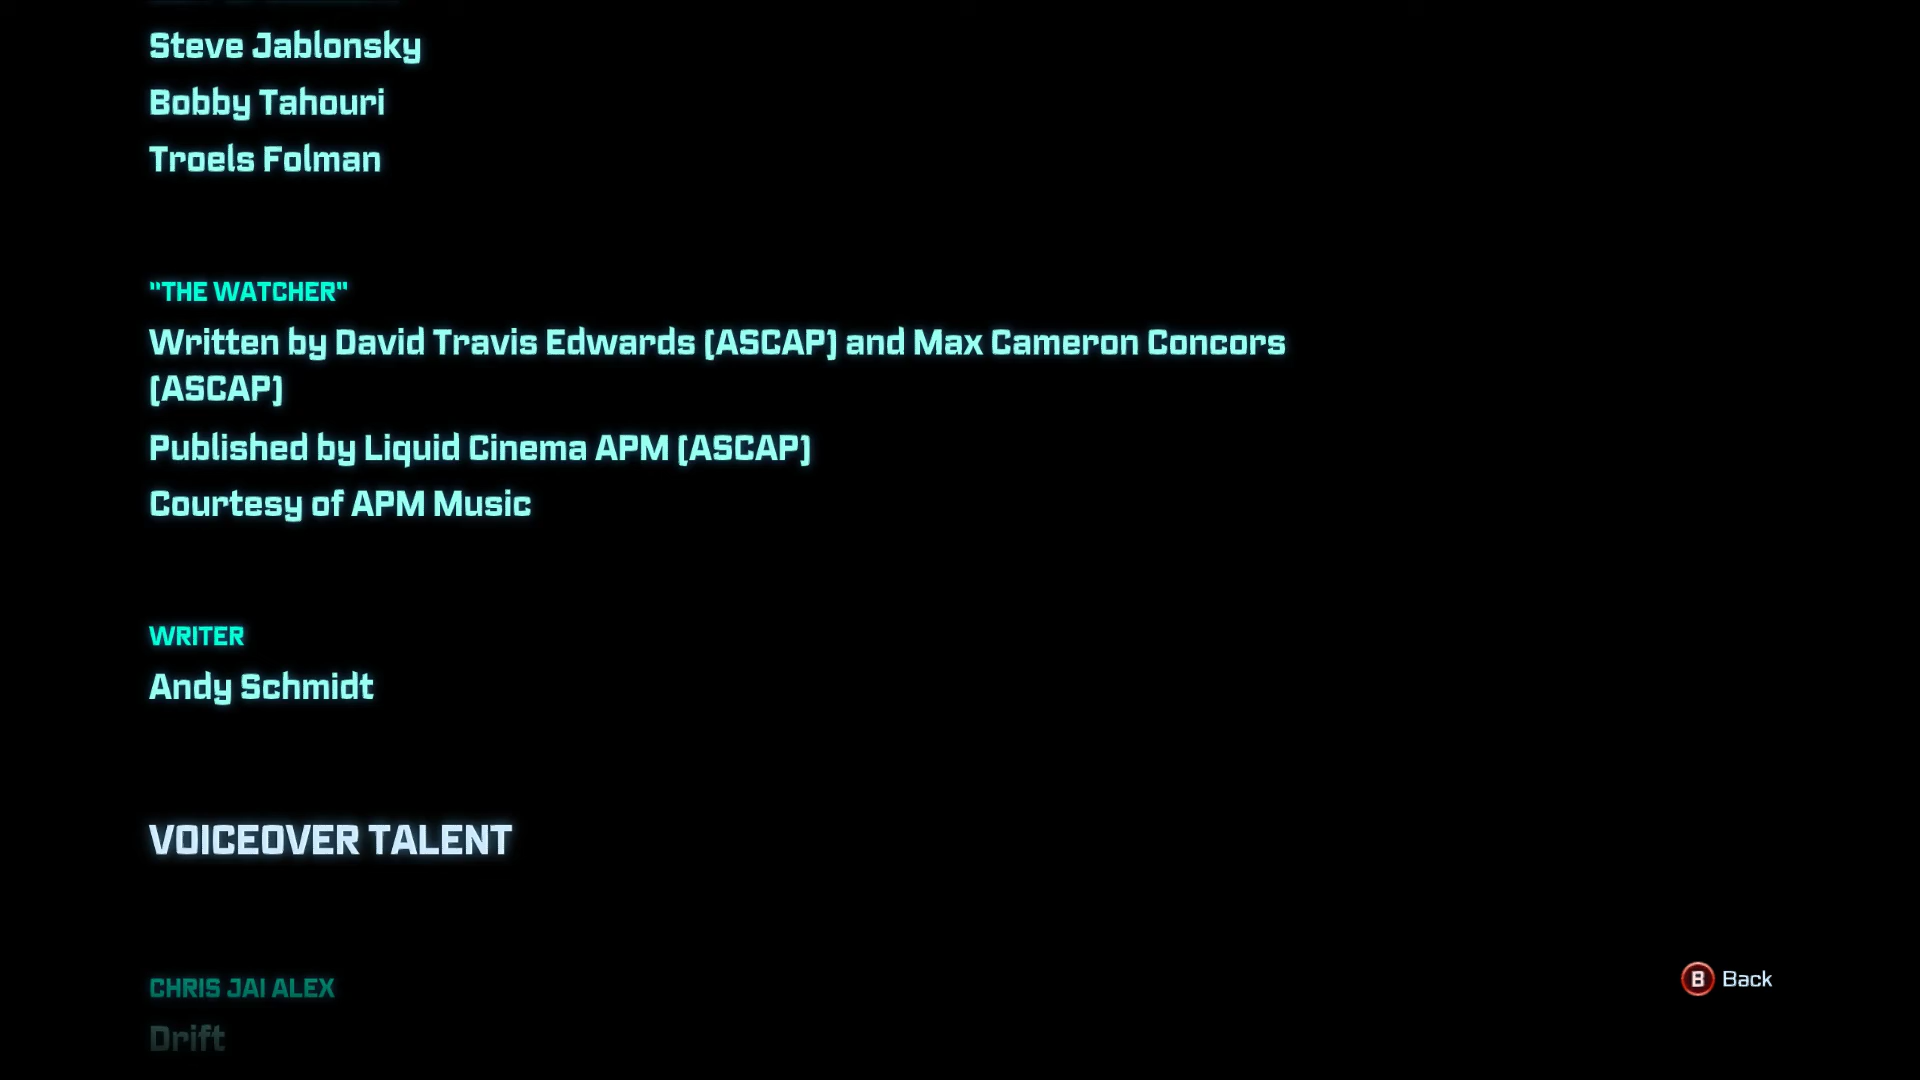 Steve Jablonsky
Bobby Tahouri
Troels Folman
"THE WATCHER"
Written by David Travis Edwards (ASCAP) and Max Cameron Concors
(ASCAP)
Published by Liquid Cinema APM (ASCAP)
Courtesy of APM Music
WRITER
Andy Schmidt
VOICEOVER TALENT
CHRIS JAI ALEX
B Back
Drift